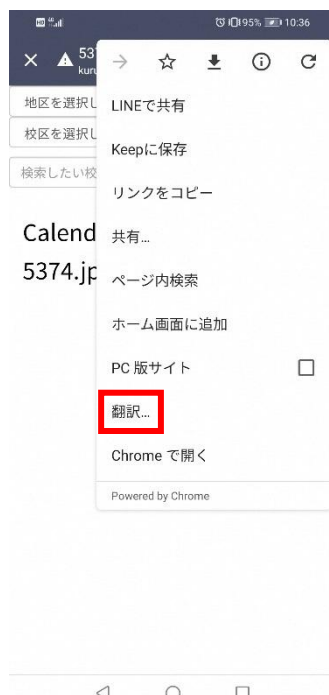 95% 10:36
53
kuru
地区を選択し
校区を選択し
検索したい校
Calend
5374.jp
LINEで共有
Keepに保存
リンクをコピー
共有...
ページ内検索
ホーム画面に追加
PC 版サイト
翻訳...
Chrome で開く
Powered by Chrome